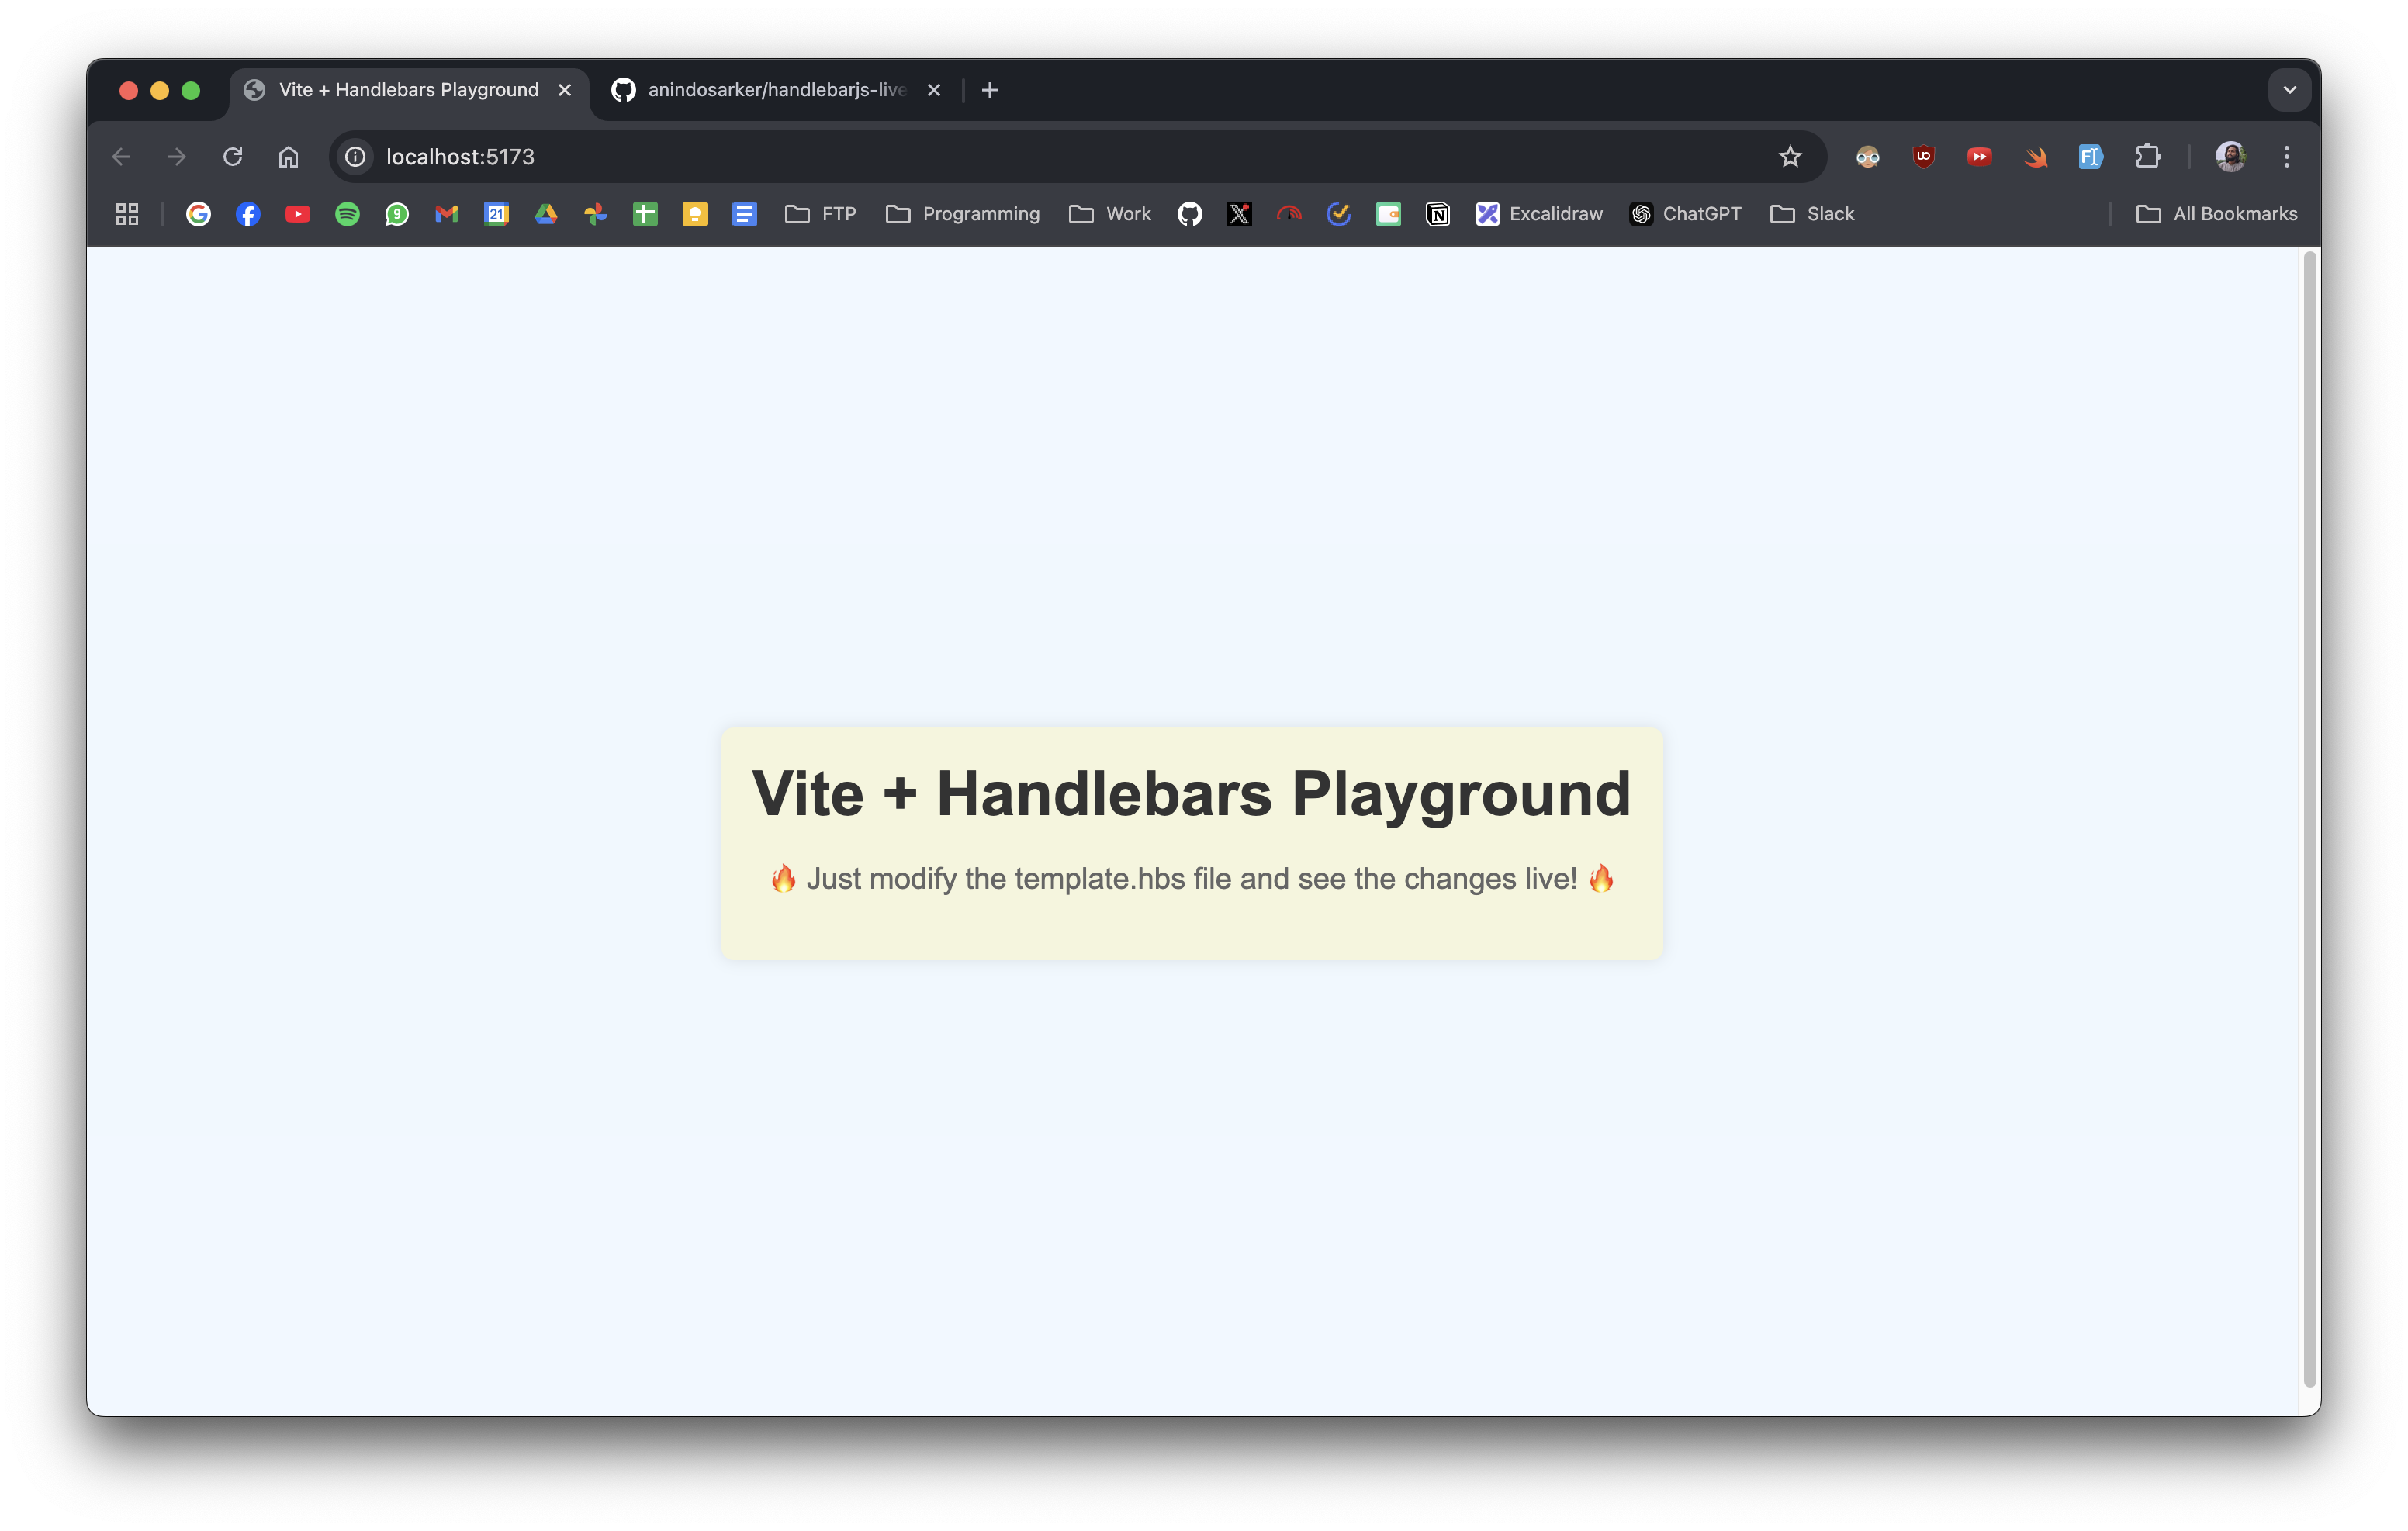 Vite + Handlebars Playground
anindosarker/handlebarjs-live
localhost:5173
FTP
Programming
Work
Excalidraw
ChatGPT
Slack
All Bookmarks
Vite + Handlebars Playground
🔥 Just modify the template.hbs file and see the changes live! 🔥